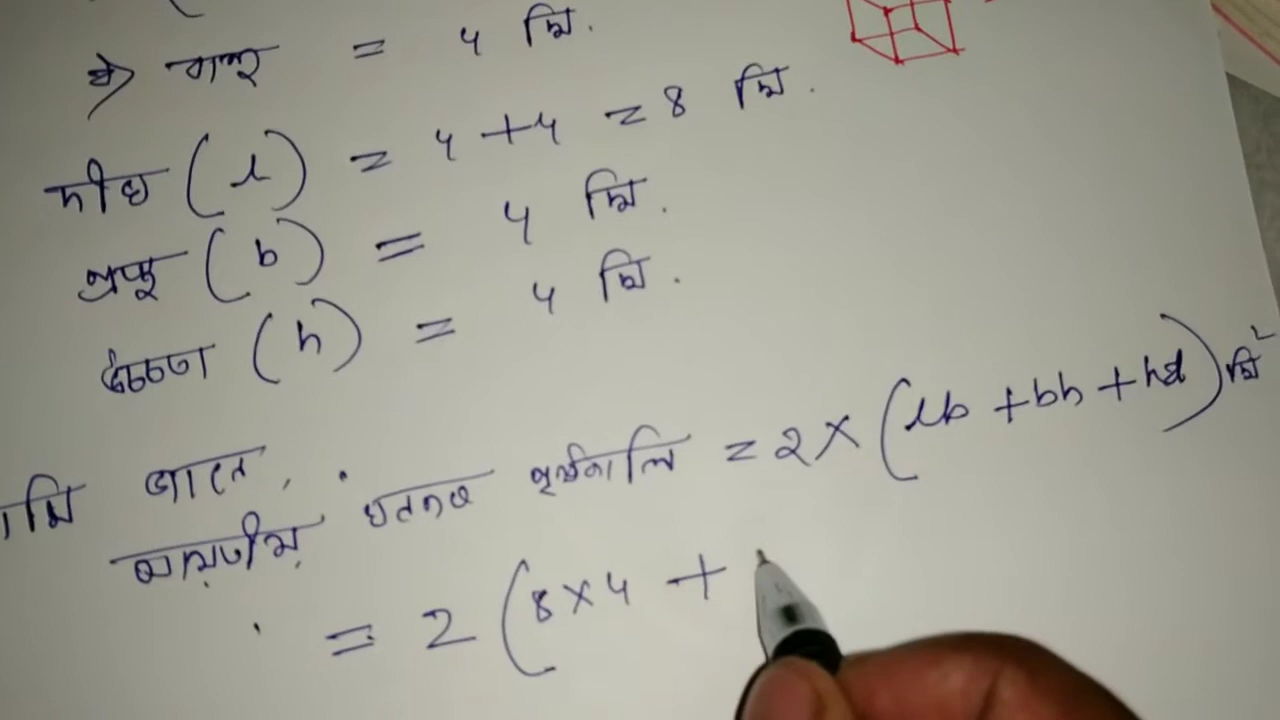 বাহু = 4 মি.
দীঘ (l) = 4 + 4 = 8 মি.
প্ৰস্থ (b) = 4 মি.
উচ্চতা (h) = 4 মি.
আমি জানো,
আয়তীয় ঘনকৰ পৃষ্ঠকালি = 2 × (lb + bh + hl) মি²
= 2 (8 × 4 +